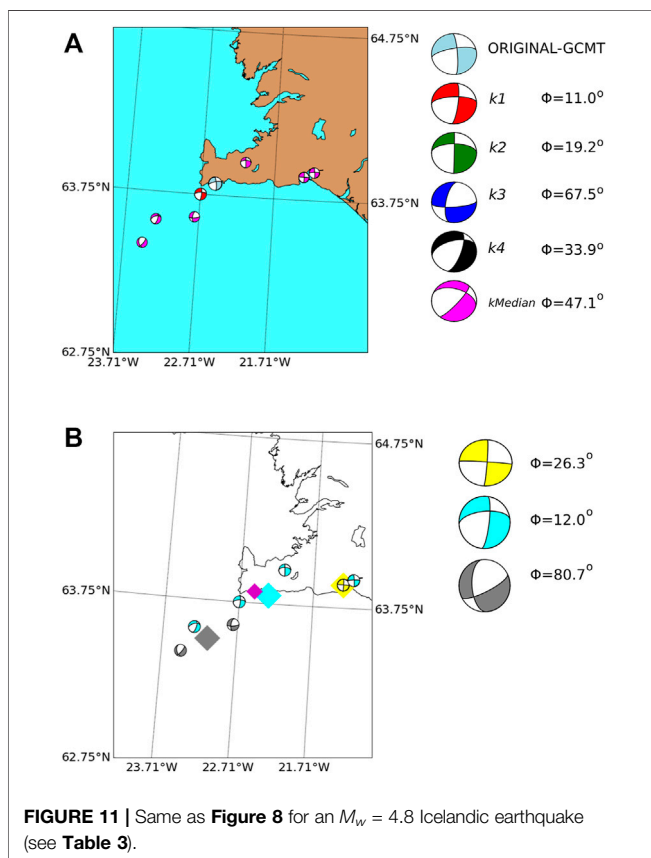 A
64.75°N
63.75°N
63.75°N
62.75°N
23.71°W
22.71°W
21.71°W
ORIGINAL-GCMT
k1 Φ=11.0°
k2 Φ=19.2°
k3 Φ=67.5°
k4 Φ=33.9°
kMedian Φ=47.1°
B
64.75°N
63.75°N
63.75°N
62.75°N
23.71°W
22.71°W
21.71°W
Φ=26.3°
Φ=12.0°
Φ=80.7°
FIGURE 11 | Same as Figure 8 for an Mw = 4.8 Icelandic earthquake
(see Table 3).